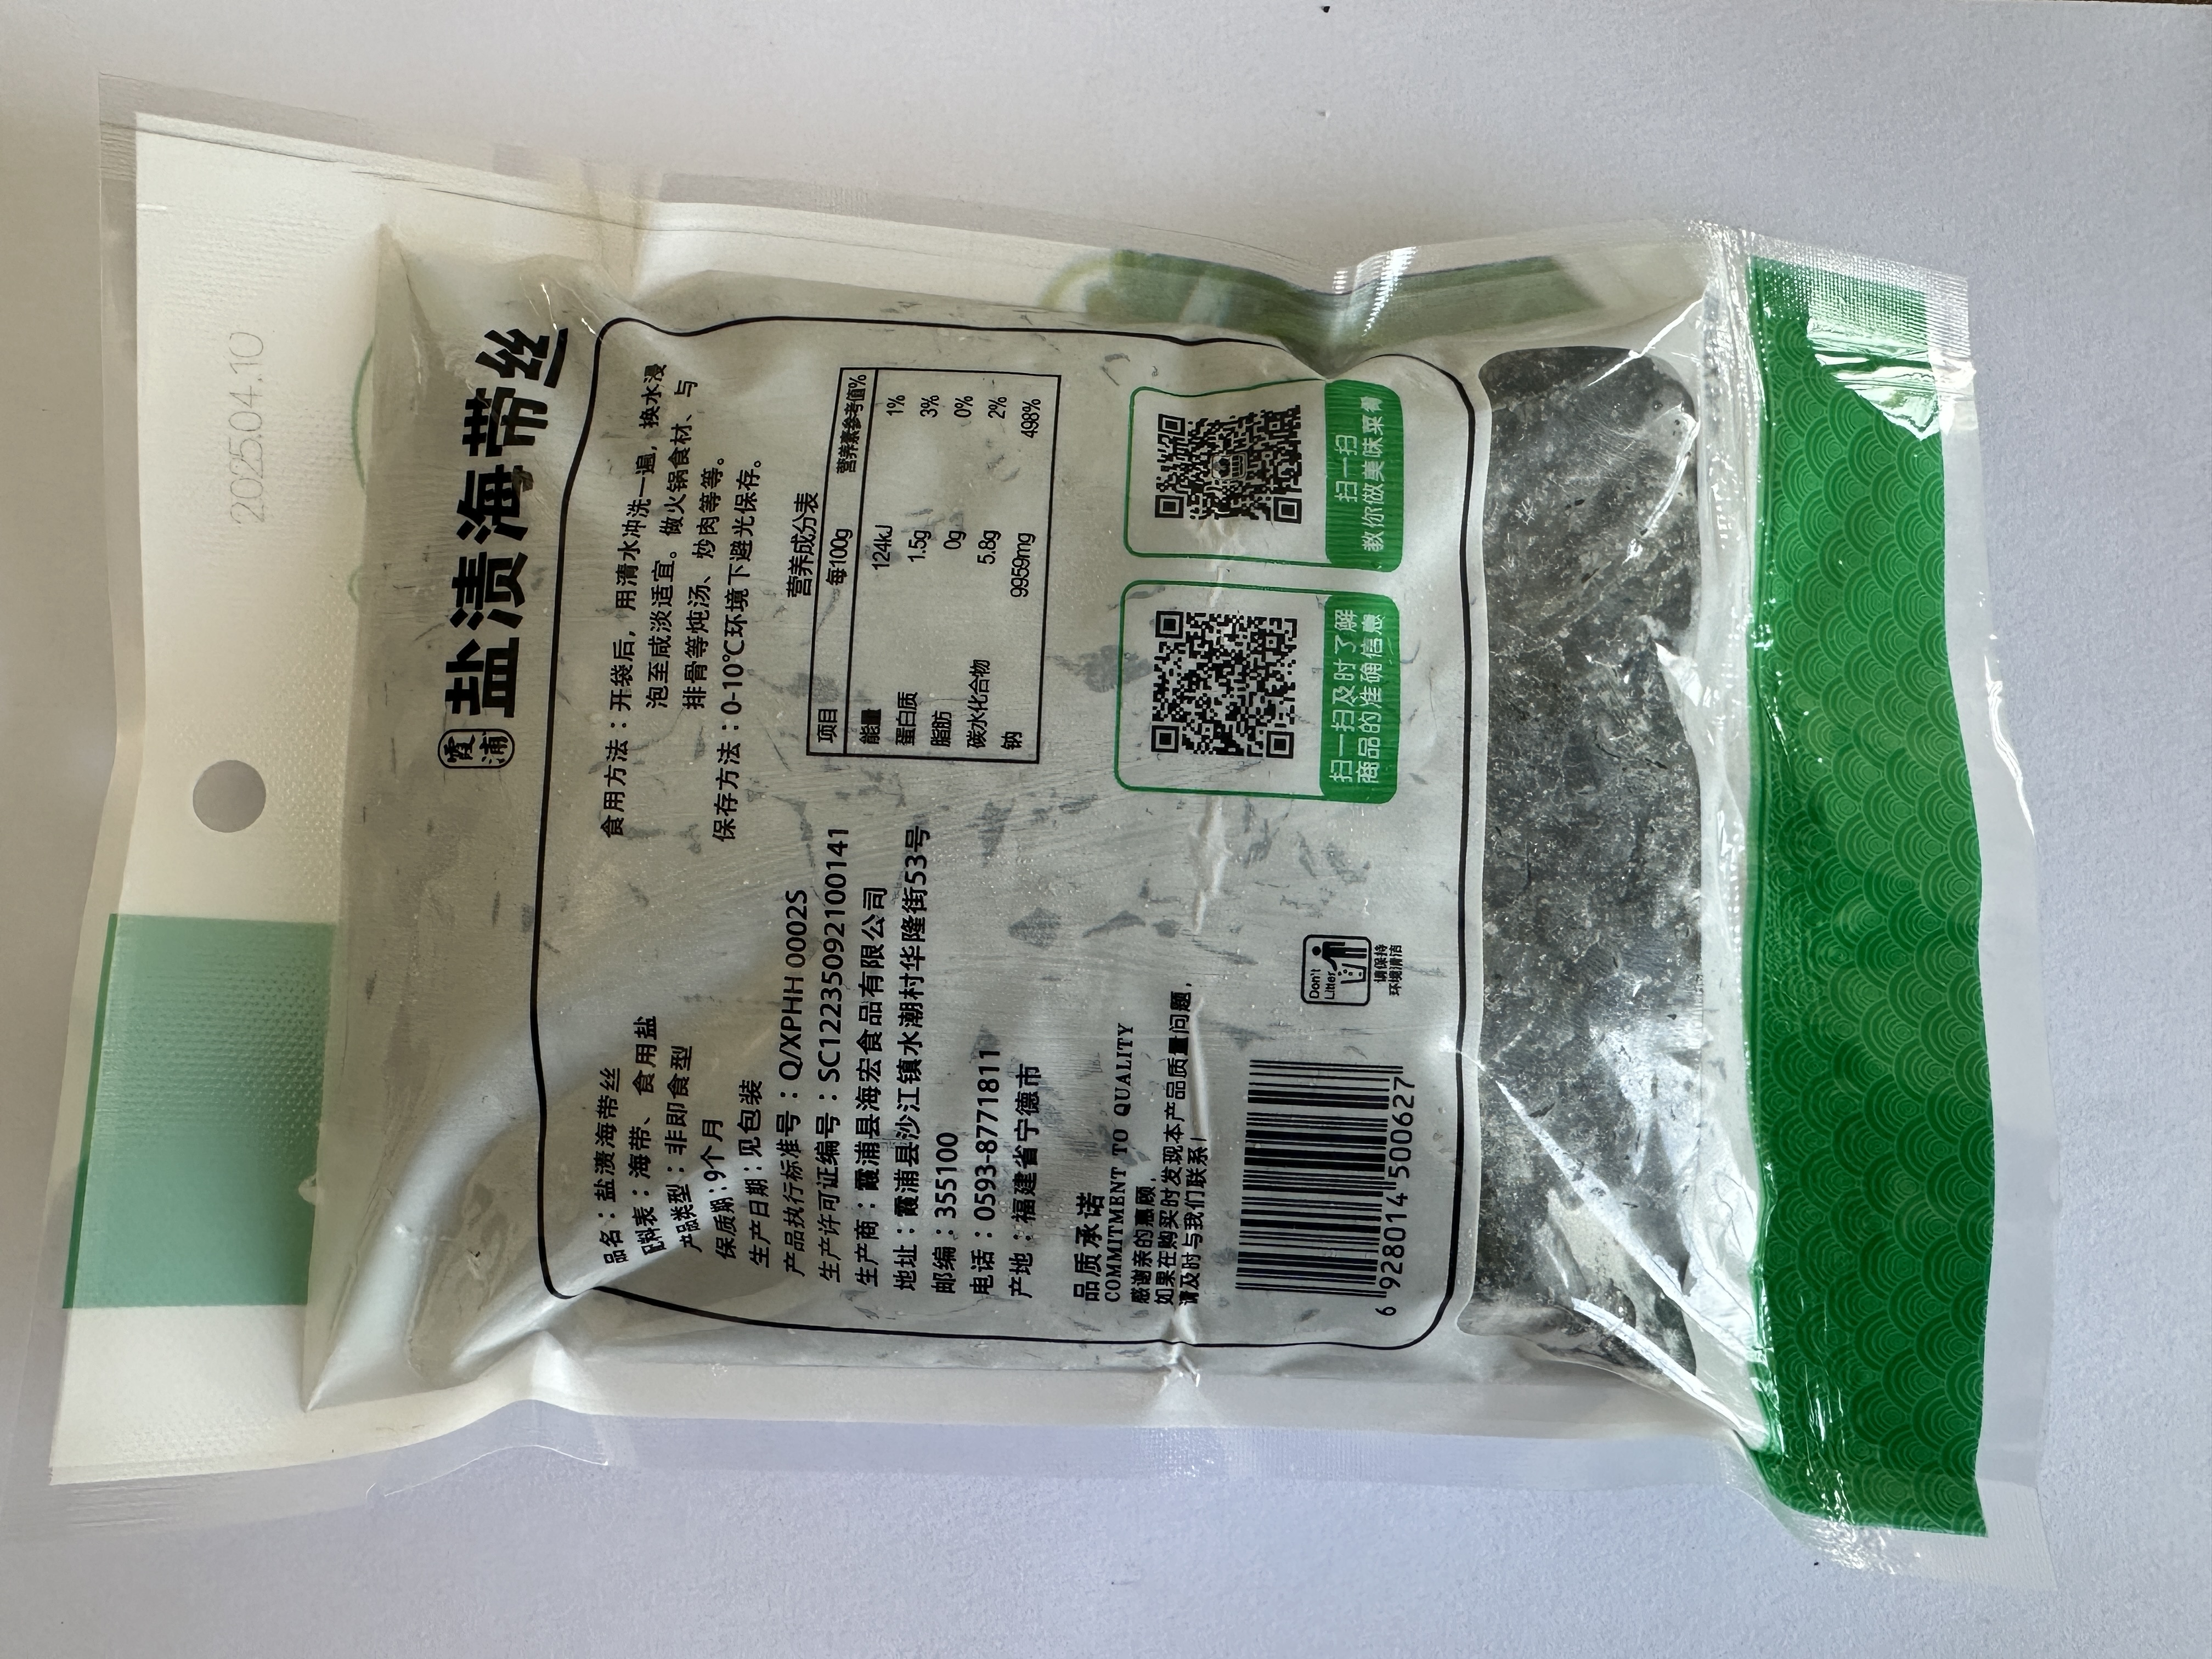 2025.04.10
霞浦
盐渍海带丝
品名：盐渍海带丝
配料表：海带、食用盐
产品类型：非即食型
保质期：9个月
生产日期：见包装
产品执行标准号：Q/XPHH 0002S
生产许可证编号：SC12235092100141
生产商：霞浦县海宏食品有限公司
地址：霞浦县沙江镇水潮村华隆街53号
邮编：355100
电话：0593-8771811
产地：福建省宁德市
品质承诺
COMMITMENT TO QUALITY
感谢亲的惠顾，
如果在购买时发现本产品质量问题，
请及时与我们联系！
6 928014 500627
Don't
Litter
请保持
环境清洁
食用方法：开袋后，用清水冲洗一遍，换水浸
泡至咸淡适宜。做火锅食材、与
排骨等炖汤、炒肉等等。
保存方法：0-10℃环境下避光保存。
营养成分表
项目 每100g 营养素参考值%
能量 124kJ 1%
蛋白质 1.5g 3%
脂肪 0g 0%
碳水化合物 5.8g 2%
钠 9959mg 498%
扫一扫及时了解
商品的准确信息
扫一扫
教你做美味菜肴